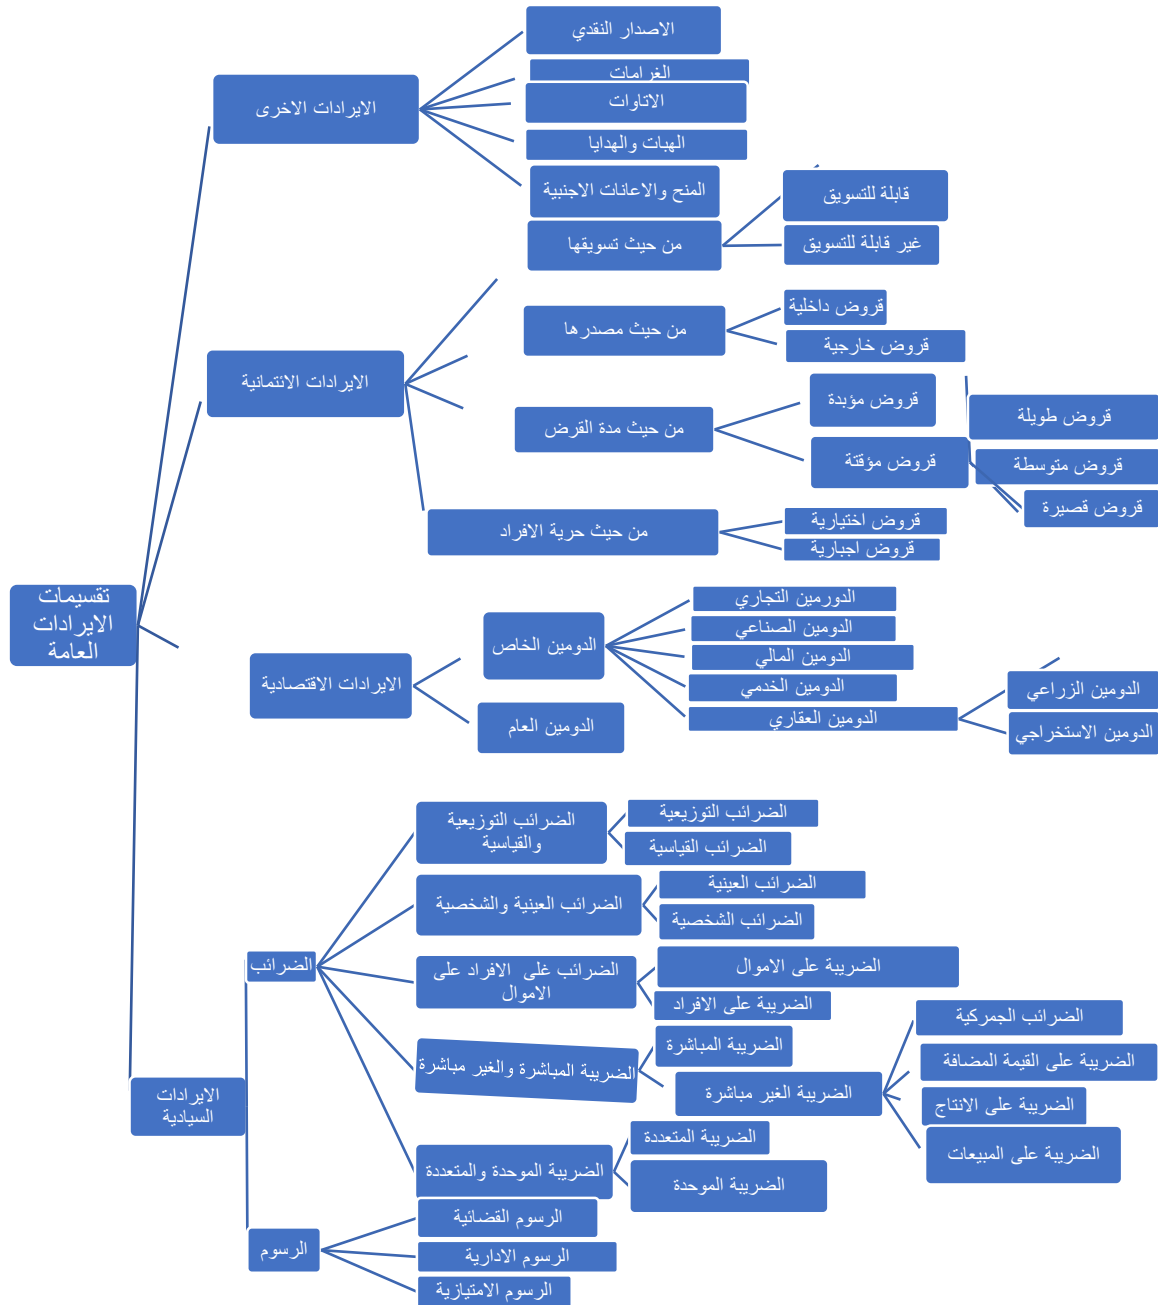 تقسيمات
الايرادات
العامة
الايرادات الاخرى
الاصدار النقدي
الغرامات
الاتاوات
الهبات والهدايا
المنح والاعانات الاجنبية
الايرادات الائتمانية
من حيث تسويقها
قابلة للتسويق
غير قابلة للتسويق
من حيث مصدرها
قروض داخلية
قروض خارجية
من حيث مدة القرض
قروض مؤبدة
قروض مؤقتة
قروض طويلة
قروض متوسطة
قروض قصيرة
من حيث حرية الافراد
قروض اختيارية
قروض اجبارية
الايرادات الاقتصادية
الدومين الخاص
الدورمين التجاري
الدومين الصناعي
الدومين المالي
الدومين الخدمي
الدومين العقاري
الدومين الزراعي
الدومين الاستخراجي
الدومين العام
الايرادات
السيادية
الضرائب
الضرائب التوزيعية
والقياسية
الضرائب التوزيعية
الضرائب القياسية
الضرائب العينية والشخصية
الضرائب العينية
الضرائب الشخصية
الضرائب غلى الافراد على
الاموال
الضريبة على الاموال
الضريبة على الافراد
الضريبة المباشرة والغير مباشرة
الضريبة المباشرة
الضريبة الغير مباشرة
الضرائب الجمركية
الضريبة على القيمة المضافة
الضريبة على الانتاج
الضريبة على المبيعات
الضريبة الموحدة والمتعددة
الضريبة المتعددة
الضريبة الموحدة
الرسوم
الرسوم القضائية
الرسوم الادارية
الرسوم الامتيازية